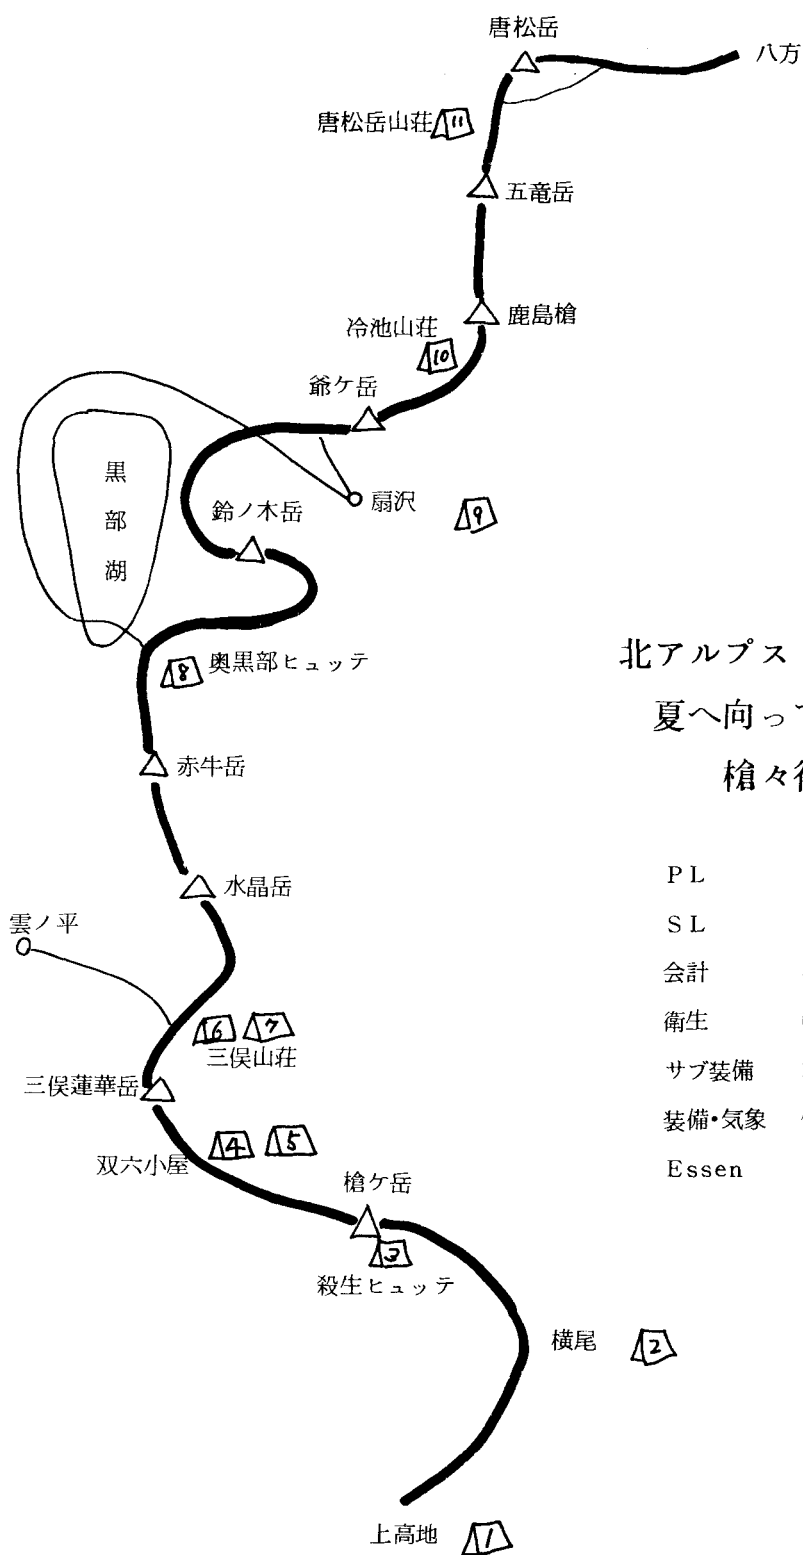 唐松岳
八方
唐松岳山荘 11
五竜岳
鹿島槍
冷池山荘
10
爺ケ岳
黒部湖
扇沢
9
鈴ノ木岳
8 奥黒部ヒュッテ
北アルプス
夏へ向っ
槍々
赤牛岳
PL
水晶岳
SL
雲ノ平
会計
6 7
三俣山荘
衛生
三俣蓮華岳
サブ装備
4 5
装備・気象
双六小屋
Essen
槍ケ岳
3
殺生ヒュッテ
横尾 2
上高地 1